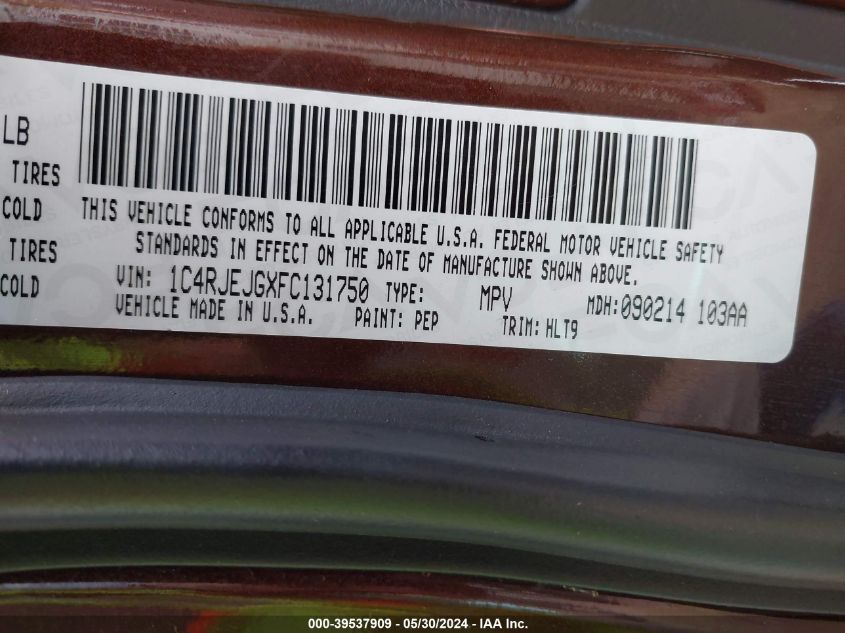 LB
TIRES
COLD
TIRES
COLD
THIS VEHICLE CONFORMS TO ALL APPLICABLE U.S.A. FEDERAL MOTOR VEHICLE SAFETY
STANDARDS IN EFFECT ON THE DATE OF MANUFACTURE SHOWN ABOVE.
VIN: 1C4RJEJGXFC131750 TYPE: MPV MDH:090214 103AA
VEHICLE MADE IN U.S.A. PAINT: PEP TRIM: HLT9
000-39537909 - 05/30/2024 - IAA Inc.